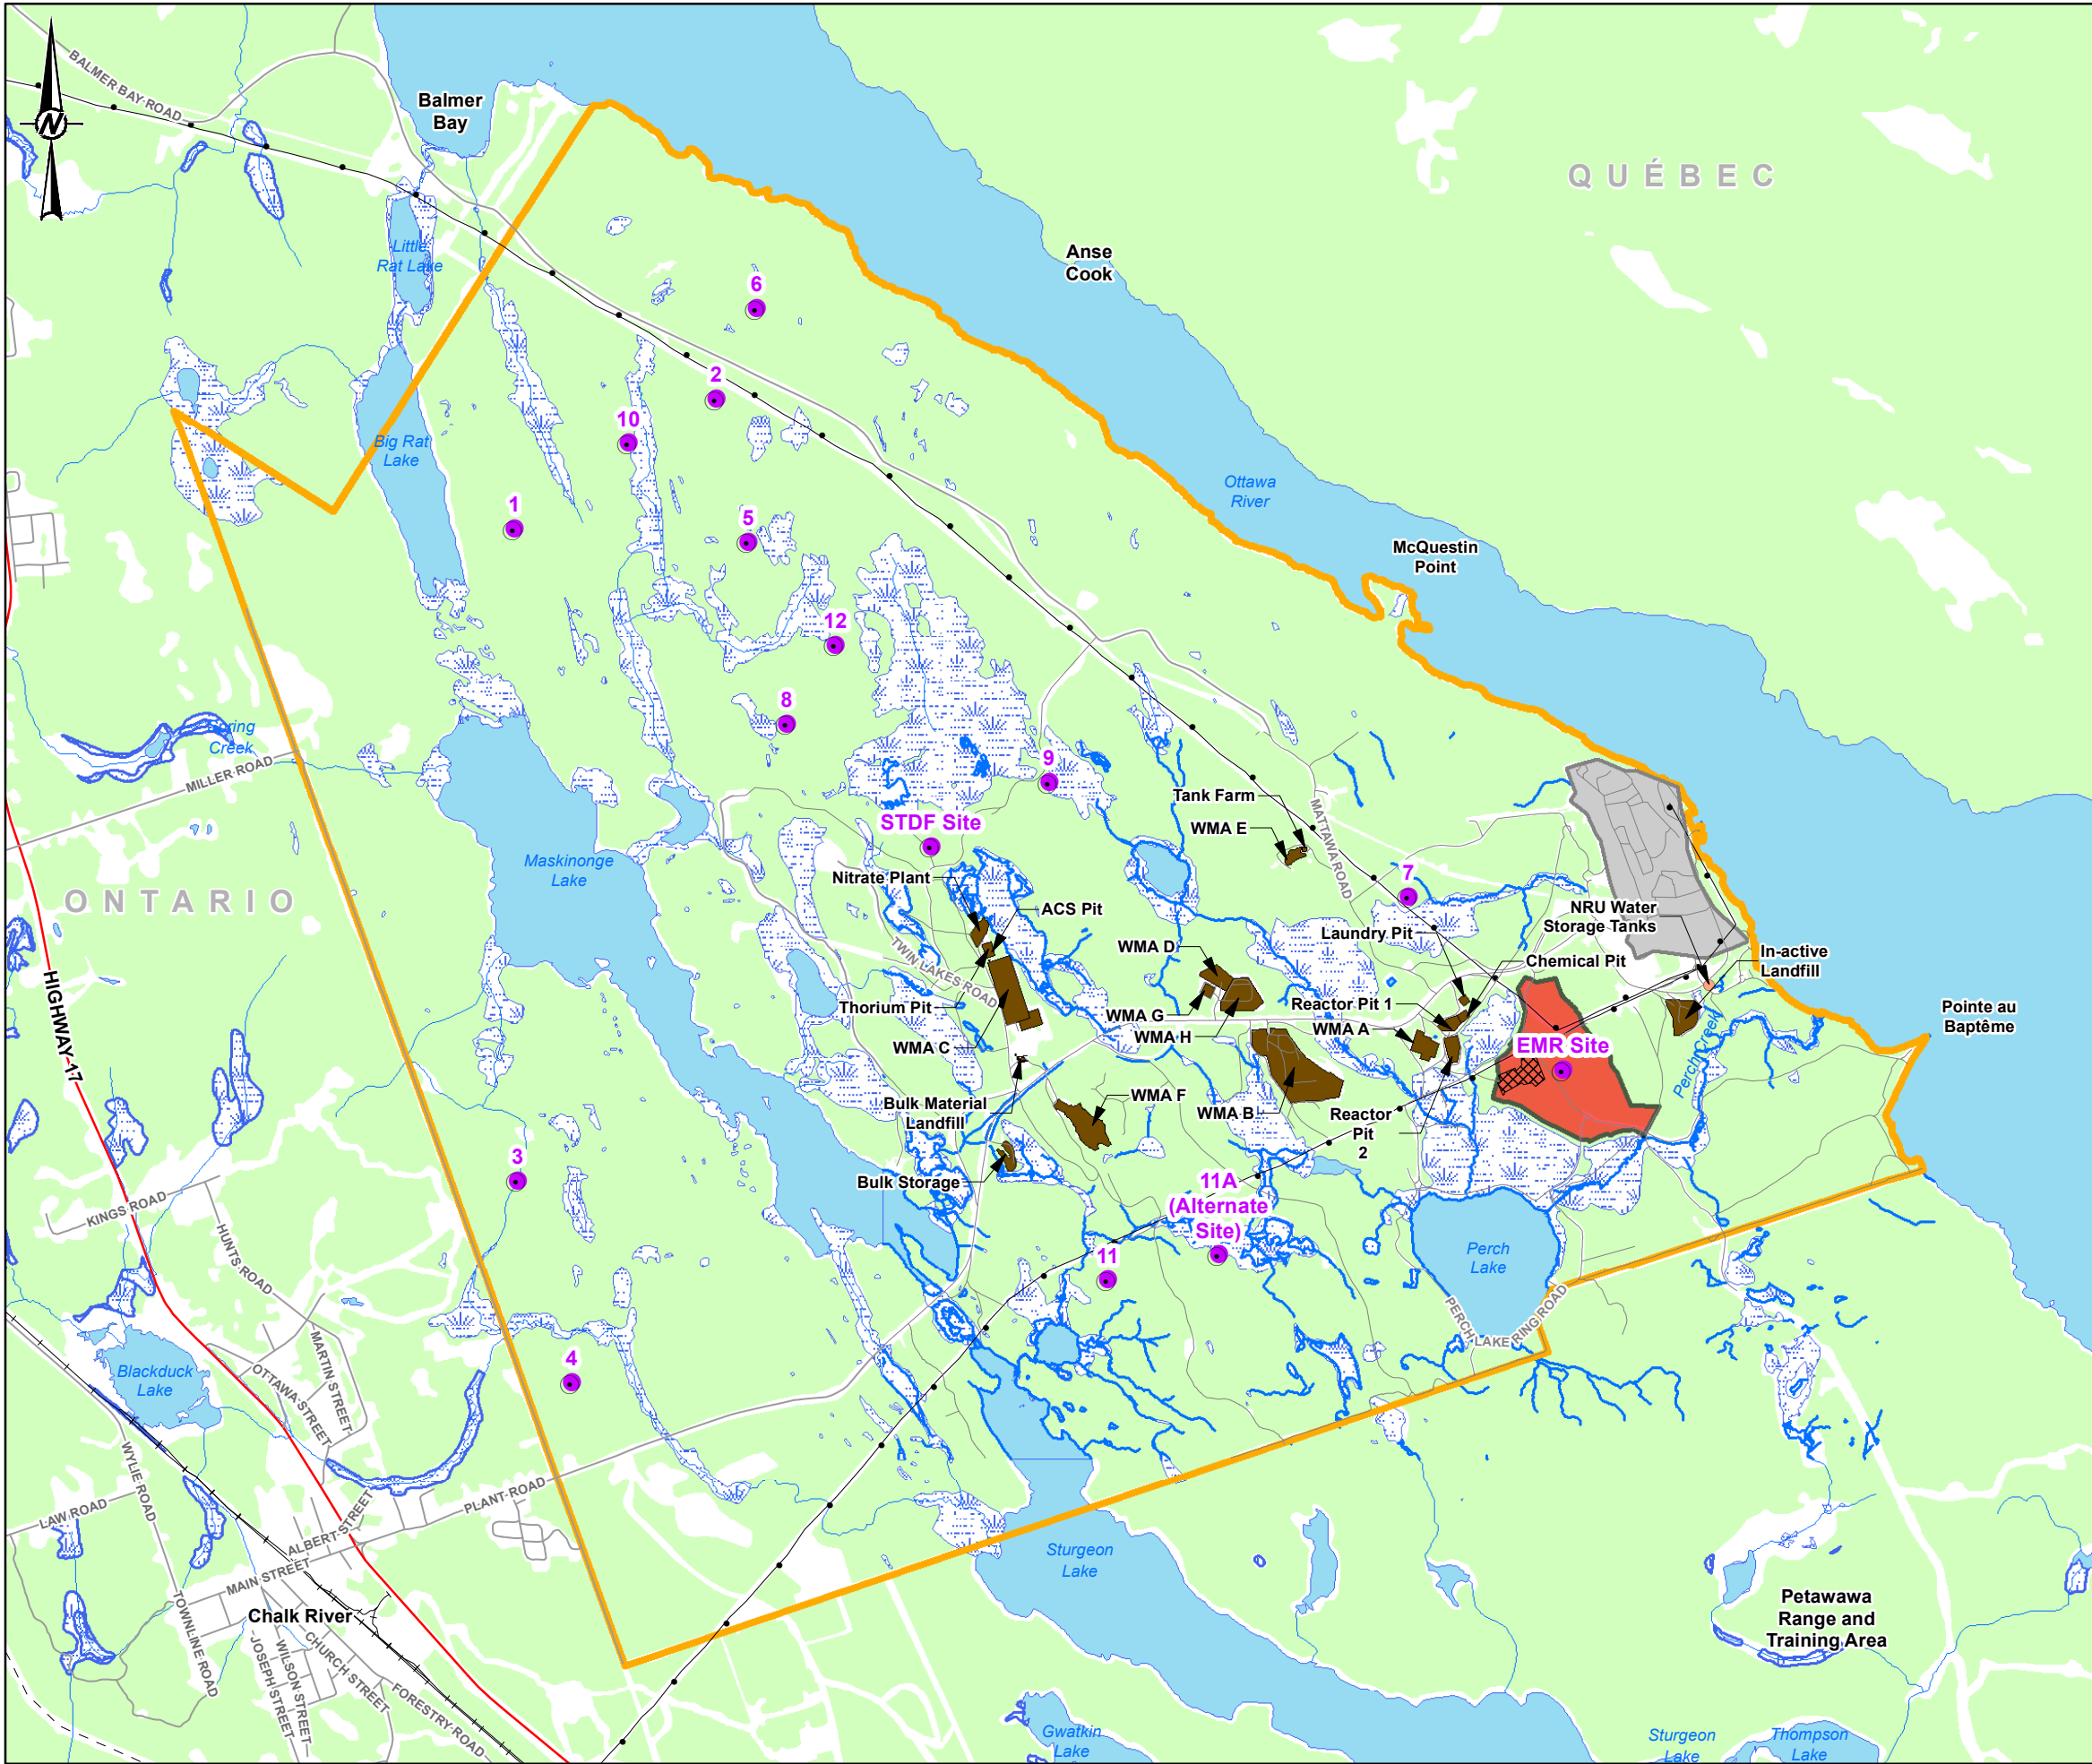 BALMER BAY ROAD
N
Balmer
Bay
QUÉBEC
Little
Rat Lake
Anse
Cook
6
2
10
Big Rat
Lake
1
5
Ottawa
River
McQuestin
Point
12
8
Spring
Creek
MILLER ROAD
9
Tank Farm
WMA E
MATTAWA ROAD
STDF Site
Maskinonge
Lake
Nitrate Plant
7
ONTARIO
ACS Pit
NRU Water
Storage Tanks
Laundry Pit
WMA D
In-active
Landfill
Chemical Pit
TWIN LAKES ROAD
HIGHWAY 17
Thorium Pit
Reactor Pit 1
WMA G
WMA A
WMA H
WMA C
Pointe au
Baptême
EMR Site
Perch Creek
WMA F
Bulk Material
Landfill
WMA B
Reactor
Pit
2
3
Bulk Storage
11A
(Alternate
Site)
KINGS ROAD
HUNTS ROAD
11
Perch
Lake
PERCH LAKE RING ROAD
MARTIN STREET
OTTAWA STREET
Blackduck
Lake
4
WYLIE ROAD
PLANT ROAD
LAW ROAD
ALBERT STREET
MAIN STREET
Sturgeon
Lake
Petawawa
Range and
Training Area
Chalk River
TOWNLINE ROAD
JOSEPH STREET
WILSON STREET
CHURCH STREET
FORESTRY ROAD
Gwatkin
Lake
Sturgeon
Lake
Thompson
Lake